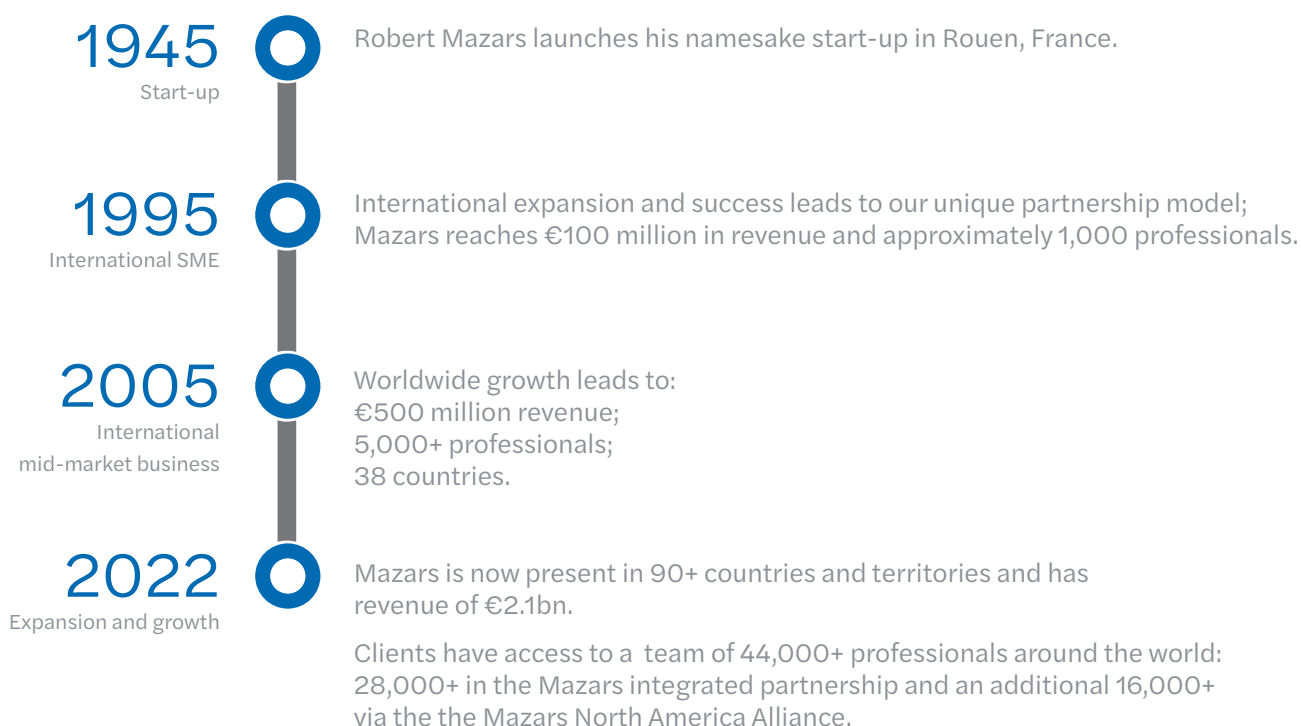 1945
Start-up
Robert Mazars launches his namesake start-up in Rouen, France.
1995
International SME
International expansion and success leads to our unique partnership model;
Mazars reaches €100 million in revenue and approximately 1,000 professionals.
2005
International
mid-market business
Worldwide growth leads to:
€500 million revenue;
5,000+ professionals;
38 countries.
2022
Expansion and growth
Mazars is now present in 90+ countries and territories and has
revenue of €2.1bn.
Clients have access to a team of 44,000+ professionals around the world:
28,000+ in the Mazars integrated partnership and an additional 16,000+
via the the Mazars North America Alliance.